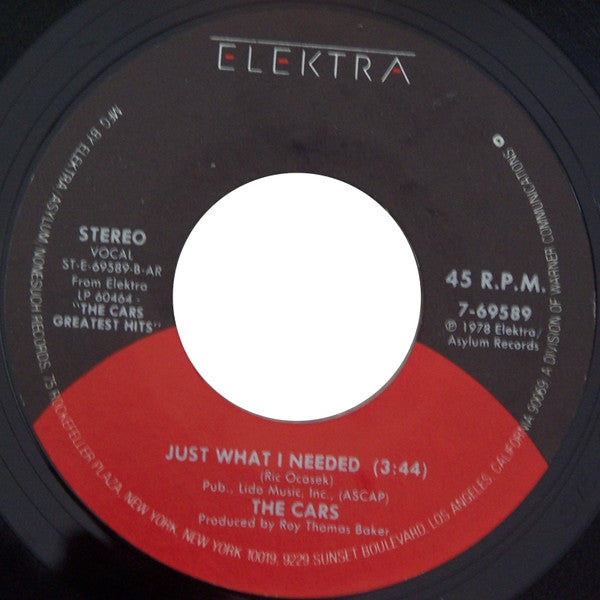 ELEKTRA
STEREO
VOCAL
ST-E-69589-B-AR
From Elektra
LP 60464 -
"THE CARS
GREATEST HITS"
45 R.P.M.
7-69589
℗ 1978 Elektra/
Asylum Records
JUST WHAT I NEEDED (3:44)
(Ric Ocasek)
Pub., Lido Music, Inc., (ASCAP)
THE CARS
Produced by Roy Thomas Baker
MFG BY ELEKTRA/ASYLUM/NONESUCH RECORDS, 75 ROCKEFELLER PLAZA, NEW YORK, NEW YORK 10019, 9229 SUNSET BOULEVARD, LOS ANGELES, CALIFORNIA 90069 A DIVISION OF WARNER COMMUNICATIONS